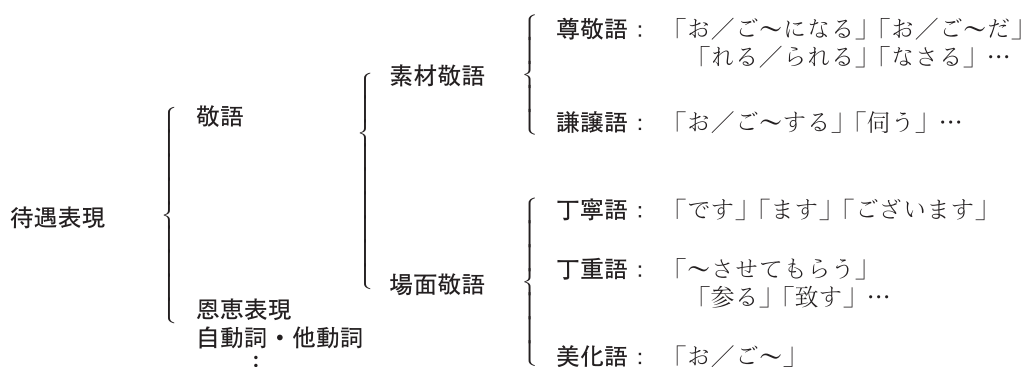 待遇表現
敬語
恩恵表現
自動詞・他動詞
⋮
素材敬語
場面敬語
尊敬語：「お／ご〜になる」「お／ご〜だ」
「れる／られる」「なさる」…
謙譲語：「お／ご〜する」「伺う」…
丁寧語：「です」「ます」「ございます」
丁重語：「〜させてもらう」
「参る」「致す」…
美化語：「お／ご〜」